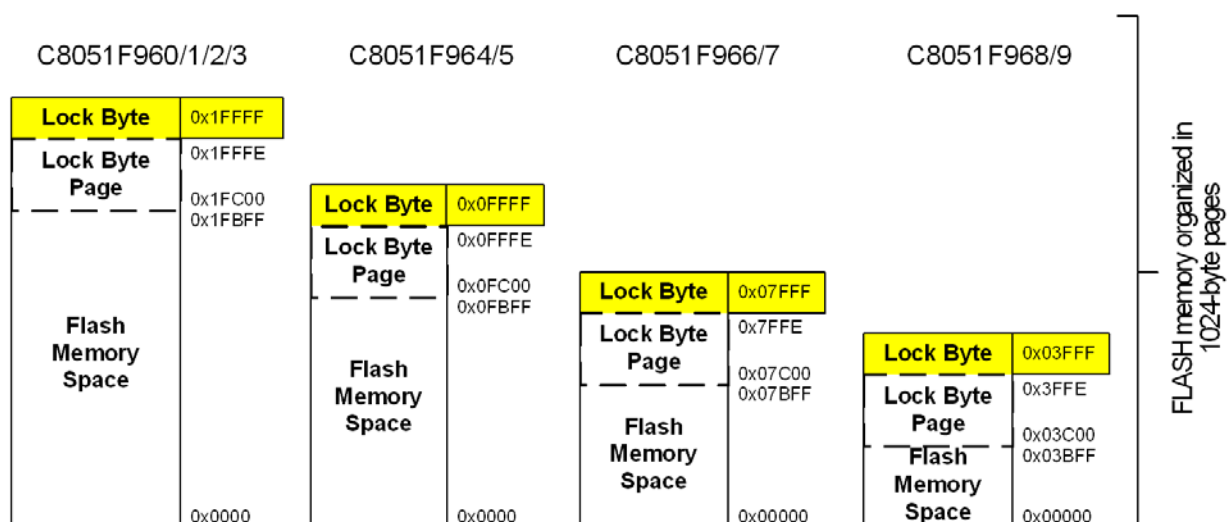 C8051F960/1/2/3
Lock Byte 0x1FFFF
Lock Byte
Page
0x1FFFE
0x1FC00
0x1FBFF
Flash
Memory
Space
0x0000
C8051F964/5
Lock Byte 0x0FFFF
Lock Byte
Page
0x0FFFE
0x0FC00
0x0FBFF
Flash
Memory
Space
0x0000
C8051F966/7
Lock Byte 0x07FFF
Lock Byte
Page
0x7FFE
0x07C00
0x07BFF
Flash
Memory
Space
0x00000
C8051F968/9
Lock Byte 0x03FFF
Lock Byte
Page
0x3FFE
0x03C00
0x03BFF
Flash
Memory
Space
0x00000
FLASH memory organized in
1024-byte pages